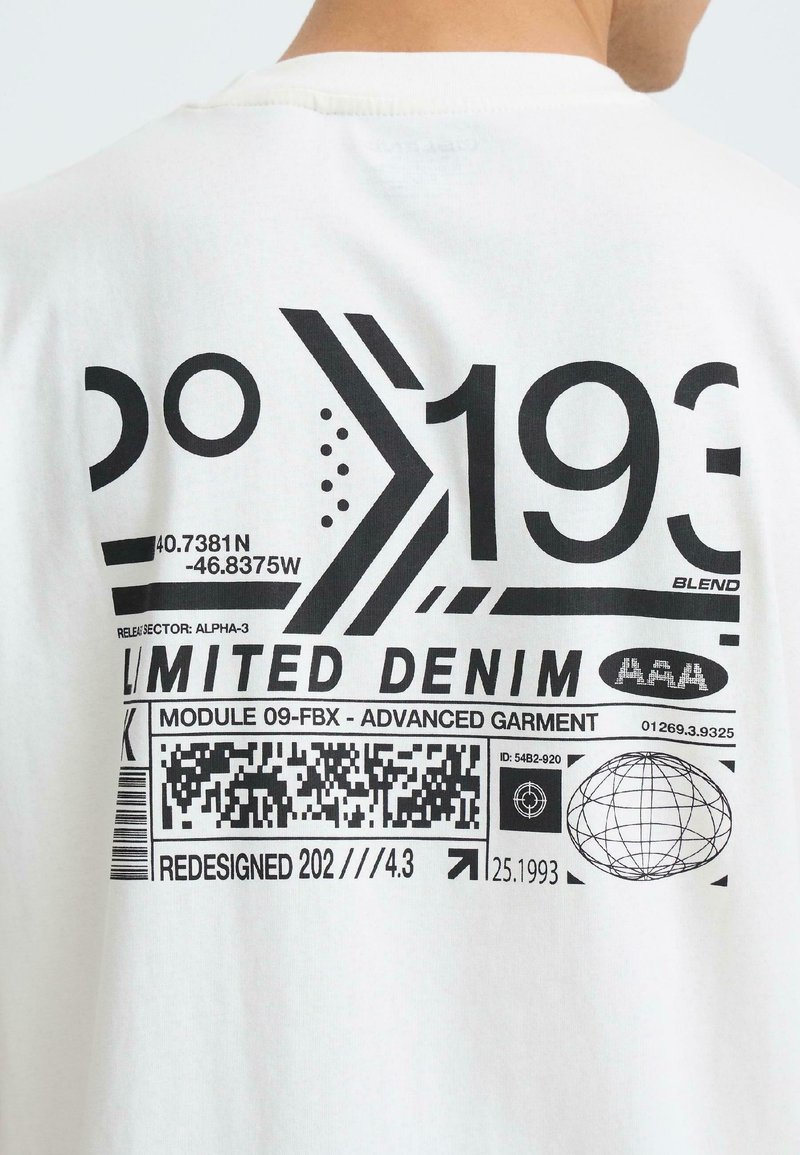 193
40.7381N
-46.8375W
BLEND
SECTOR: ALPHA-3
LIMITED DENIM
AAA
MODULE 09-FBX - ADVANCED GARMENT
01269.3.9325
K
ID: 54B2-920
REDESIGNED 202///4.3
25.1993